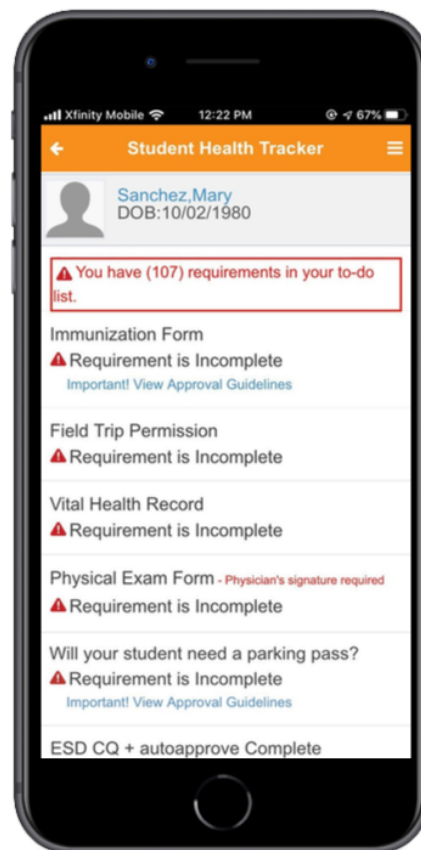 Xfinity Mobile 12:22 PM 67%
Student Health Tracker
Sanchez,Mary
DOB:10/02/1980
You have (107) requirements in your to-do
list.
Immunization Form
Requirement is Incomplete
Important! View Approval Guidelines
Field Trip Permission
Requirement is Incomplete
Vital Health Record
Requirement is Incomplete
Physical Exam Form - Physician's signature required
Requirement is Incomplete
Will your student need a parking pass?
Requirement is Incomplete
Important! View Approval Guidelines
ESD CQ + autoapprove Complete